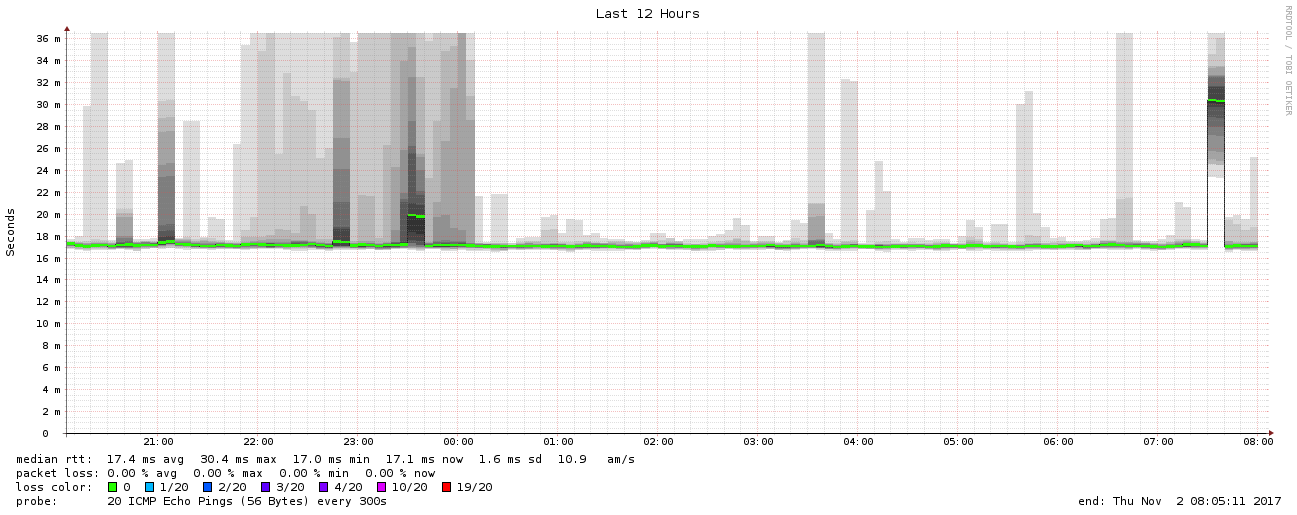 Last 12 Hours
RRDTOOL / TOBI OETIKER
Seconds
36 m
34 m
32 m
30 m
28 m
26 m
24 m
22 m
20 m
18 m
16 m
14 m
12 m
10 m
8 m
6 m
4 m
2 m
0
21:00 22:00 23:00 00:00 01:00 02:00 03:00 04:00 05:00 06:00 07:00 08:00
median rtt: 17.4 ms avg 30.4 ms max 17.0 ms min 17.1 ms now 1.6 ms sd 10.9 am/s
packet loss: 0.00 % avg 0.00 % max 0.00 % min 0.00 % now
loss color: 0 1/20 2/20 3/20 4/20 10/20 19/20
probe: 20 ICMP Echo Pings (56 Bytes) every 300s end: Thu Nov 2 08:05:11 2017